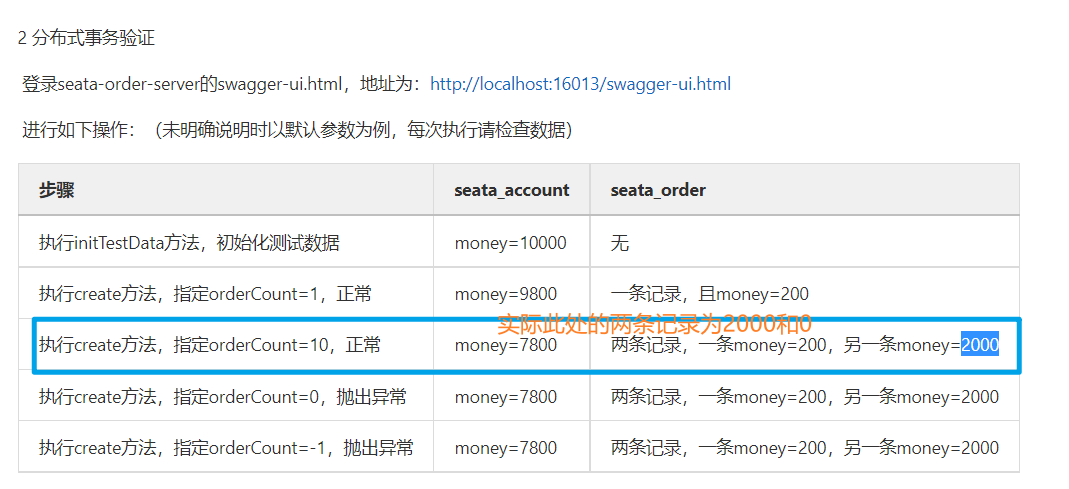 2 分布式事务验证
登录seata-order-server的swagger-ui.html，地址为：http://localhost:16013/swagger-ui.html
进行如下操作：（未明确说明时以默认参数为例，每次执行请检查数据）
步骤 seata_account seata_order
执行initTestData方法，初始化测试数据 money=10000 无
执行create方法，指定orderCount=1，正常 money=9800 一条记录，且money=200
实际此处的两条记录为2000和0
执行create方法，指定orderCount=10，正常 money=7800 两条记录，一条money=200，另一条money=2000
执行create方法，指定orderCount=0，抛出异常 money=7800 两条记录，一条money=200，另一条money=2000
执行create方法，指定orderCount=-1，抛出异常 money=7800 两条记录，一条money=200，另一条money=2000